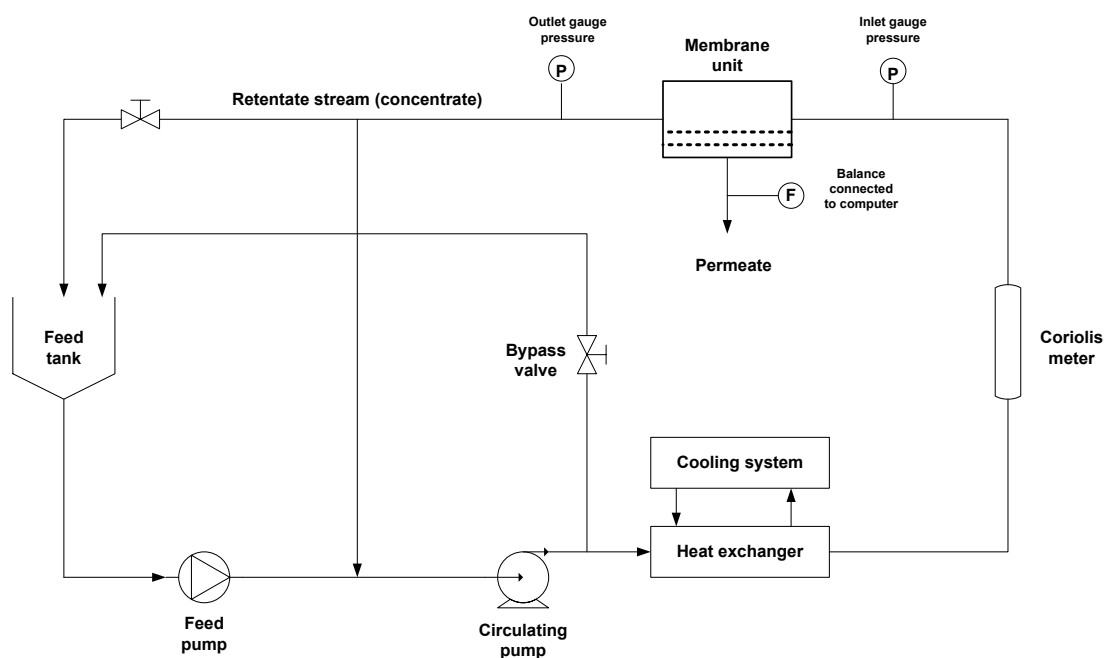 Outlet gauge
pressure
Inlet gauge
pressure
Membrane
unit
P
P
Retentate stream (concentrate)
F
Balance
connected
to computer
Permeate
Feed
tank
Bypass
valve
Coriolis
meter
Cooling system
Heat exchanger
Feed
pump
Circulating
pump